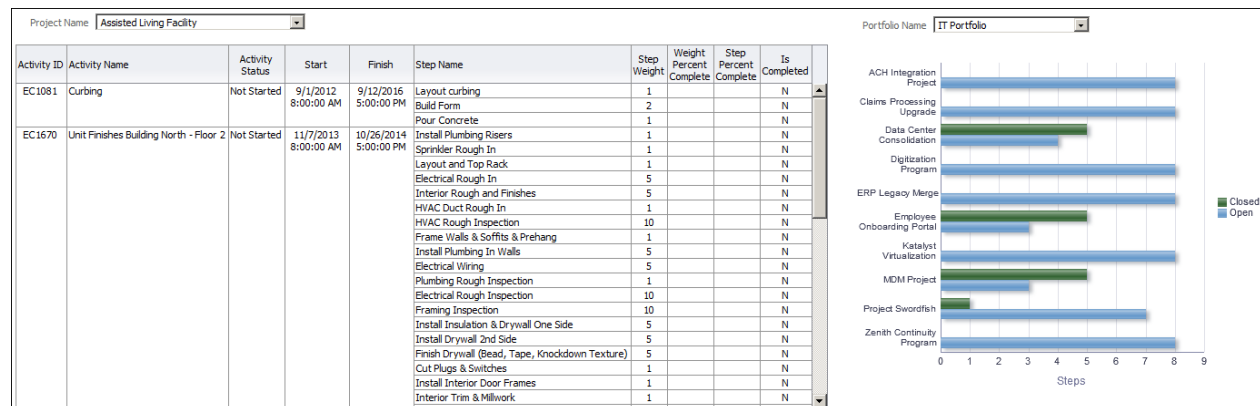 Project Name Assisted Living Facility
Activity ID Activity Name Activity Status Start Finish Step Name Step Weight Weight Percent Complete Step Percent Complete Is Completed
EC1081 Curbing Not Started 9/1/2012 8:00:00 AM 9/12/2016 5:00:00 PM Layout curbing 1 N
Build Form 2 N
Pour Concrete 1 N
EC1670 Unit Finishes Building North - Floor 2 Not Started 11/7/2013 8:00:00 AM 10/26/2014 5:00:00 PM Install Plumbing Risers 1 N
Sprinkler Rough In 1 N
Layout and Top Rack 1 N
Electrical Rough In 5 N
Interior Rough and Finishes 5 N
HVAC Duct Rough In 1 N
HVAC Rough Inspection 10 N
Frame Walls & Soffits & Prehang 1 N
Install Plumbing In Walls 5 N
Electrical Wiring 5 N
Plumbing Rough Inspection 1 N
Electrical Rough Inspection 10 N
Framing Inspection 10 N
Install Insulation & Drywall One Side 5 N
Install Drywall 2nd Side 5 N
Finish Drywall (Bead, Tape, Knockdown Texture) 5 N
Cut Plugs & Switches 1 N
Install Interior Door Frames 1 N
Interior Trim & Millwork 1 N
Portfolio Name IT Portfolio
ACH Integration
Project
Claims Processing
Upgrade
Data Center
Consolidation
Digitization
Program
ERP Legacy Merge
Employee
Onboarding Portal
Katalyst
Virtualization
MDM Project
Project Swordfish
Zenith Continuity
Program
0 1 2 3 4 5 6 7 8 9
Steps
Closed
Open